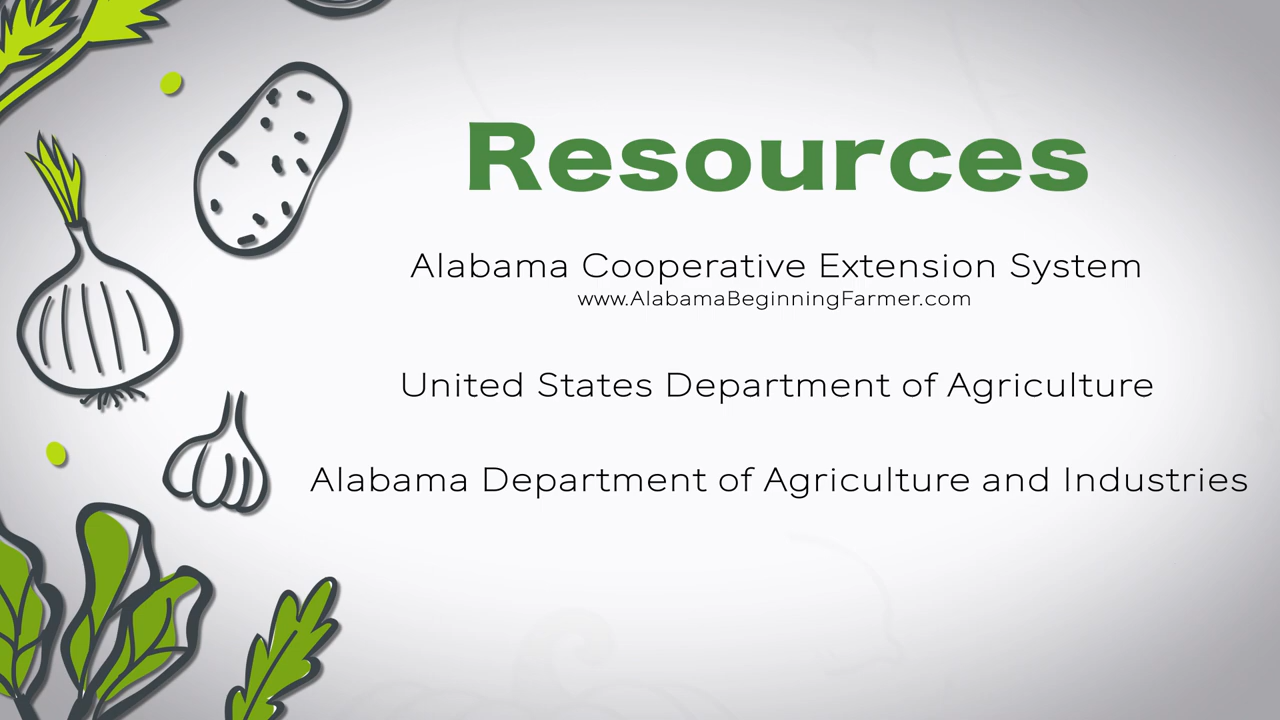 Resources
Alabama Cooperative Extension System
www.AlabamaBeginningFarmer.com
United States Department of Agriculture
Alabama Department of Agriculture and Industries